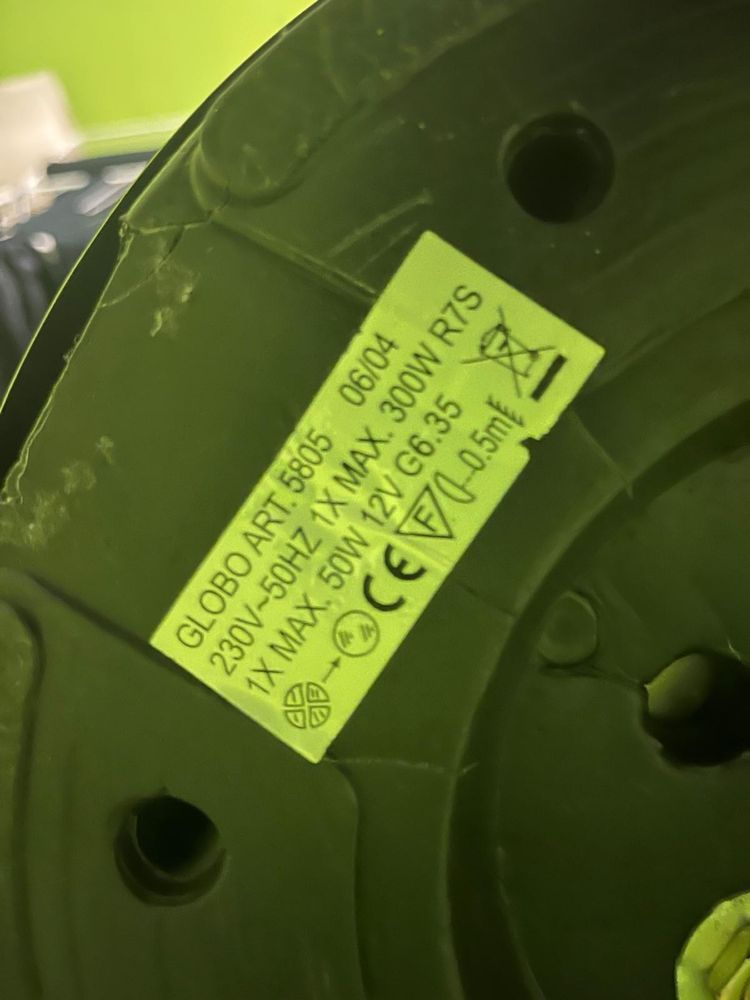 GLOBO ART. 5805 06/04
230V~50HZ 1X MAX. 300W R7S
1X MAX. 50W 12V G6.35
CE F 0.5m